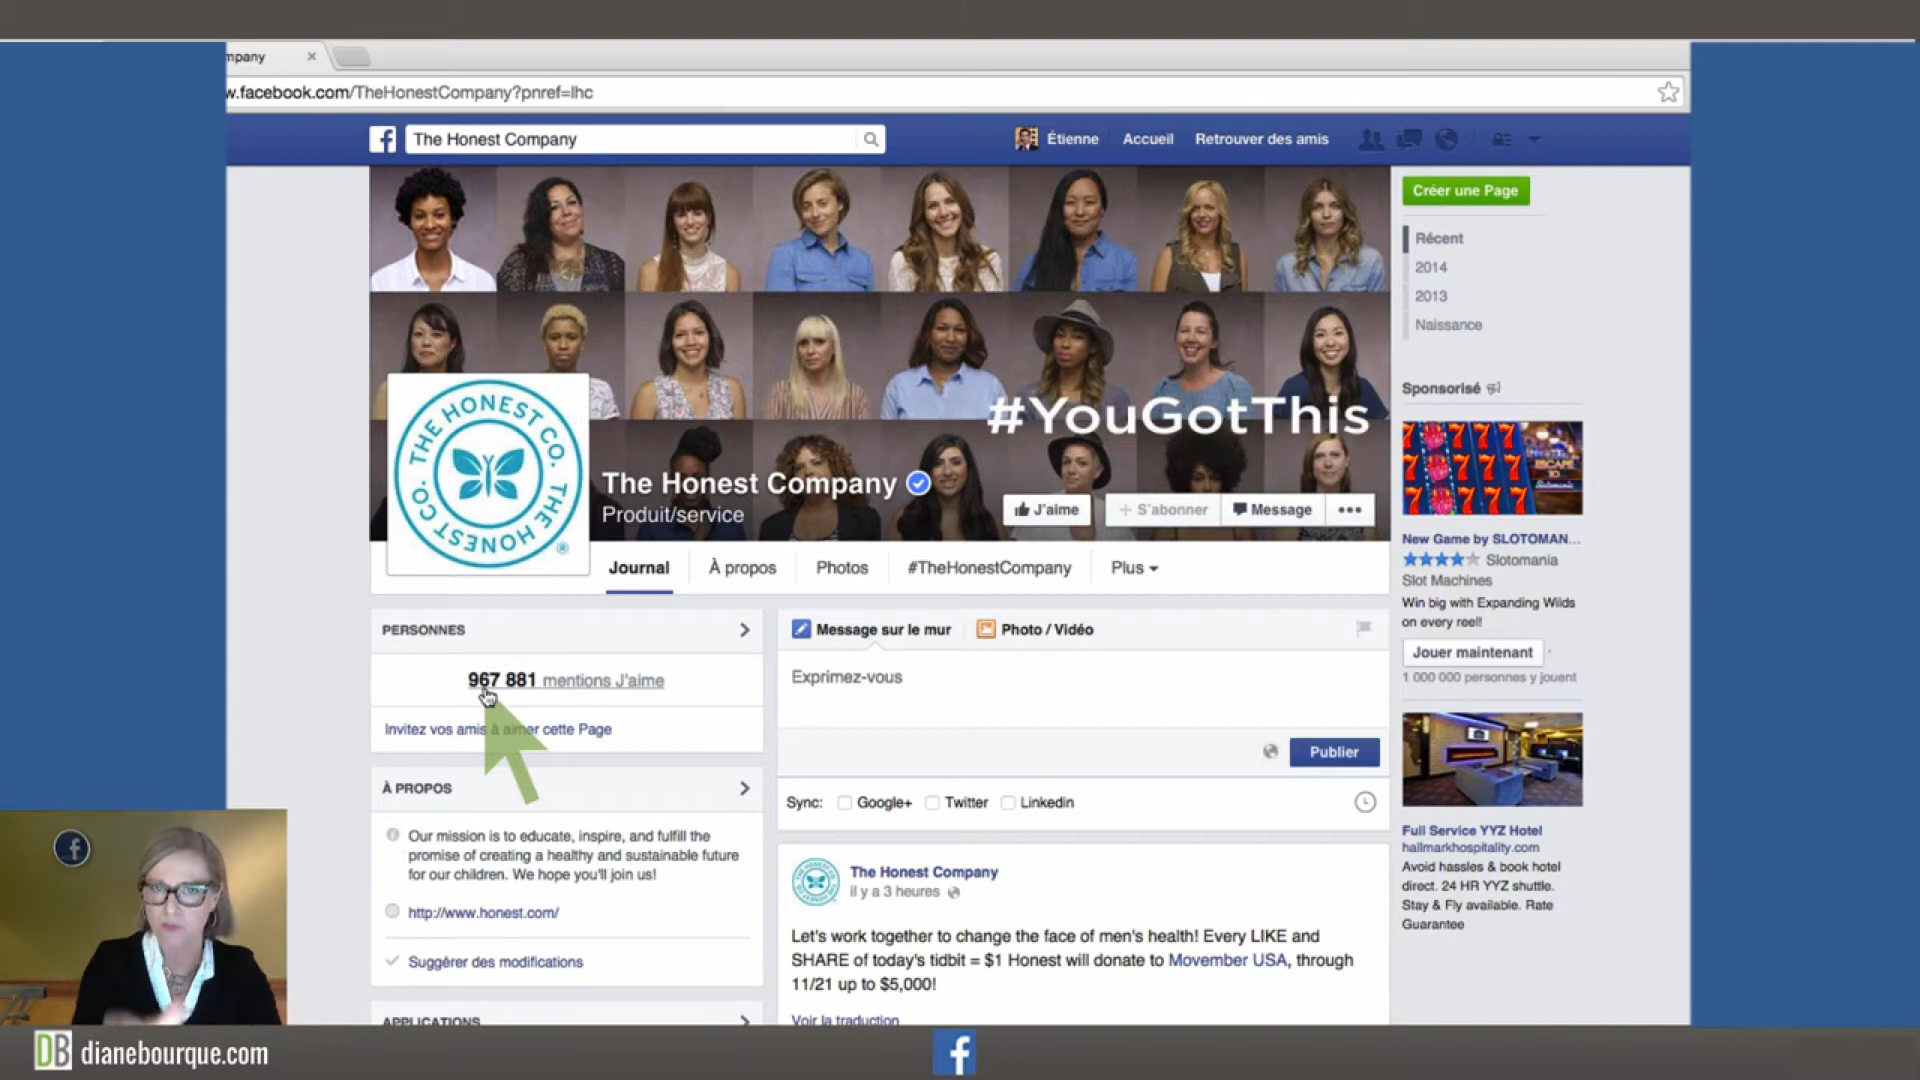 mpany
w.facebook.com/TheHonestCompany?pnref=lhc
The Honest Company
Étienne
Accueil
Retrouver des amis
Créer une Page
Récent
2014
2013
Naissance
#YouGotThis
THE HONEST CO. THE HONEST CO. ®
The Honest Company
Produit/service
J'aime
+ S'abonner
Message
Journal
À propos
Photos
#TheHonestCompany
Plus
PERSONNES
967 881 mentions J'aime
Invitez vos amis à aimer cette Page
À PROPOS
Our mission is to educate, inspire, and fulfill the
promise of creating a healthy and sustainable future
for our children. We hope you'll join us!
http://www.honest.com/
Suggérer des modifications
APPLICATIONS
Message sur le mur
Photo / Vidéo
Exprimez-vous
Publier
Sync: Google+ Twitter Linkedin
The Honest Company
il y a 3 heures
Let's work together to change the face of men's health! Every LIKE and
SHARE of today's tidbit = $1 Honest will donate to Movember USA, through
11/21 up to $5,000!
Voir la traduction
Sponsorisé
ESCAPE
TO
Slotomania
New Game by SLOTOMAN...
Slotomania
Slot Machines
Win big with Expanding Wilds
on every reel!
Jouer maintenant
1 000 000 personnes y jouent
Full Service YYZ Hotel
hallmarkhospitality.com
Avoid hassles & book hotel
direct. 24 HR YYZ shuttle.
Stay & Fly available. Rate
Guarantee
DB dianebourque.com